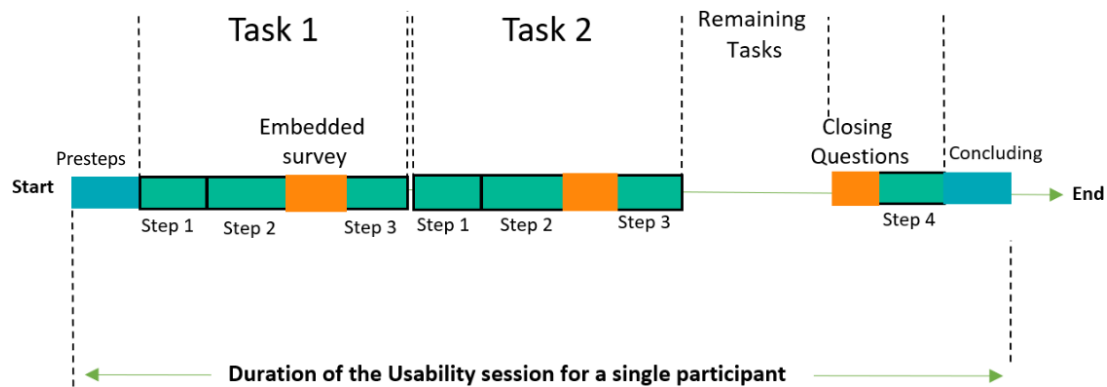 Task 1
Task 2
Remaining
Tasks
Embedded
survey
Closing
Questions
Presteps
Concluding
Start
End
Step 1
Step 2
Step 3
Step 1
Step 2
Step 3
Step 4
Duration of the Usability session for a single participant